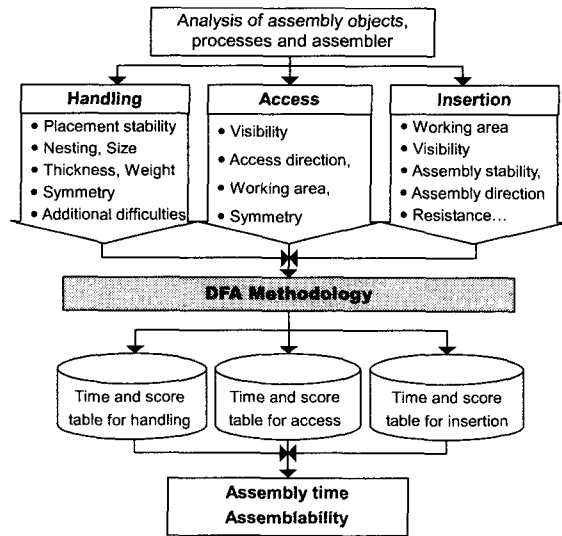 Analysis of assembly objects,
processes and assembler
Handling
• Placement stability
• Nesting, Size
• Thickness, Weight
• Symmetry
• Additional difficulties
Access
• Visibility
• Access direction,
• Working area,
• Symmetry
Insertion
• Working area
• Visibility
• Assembly stability,
• Assembly direction
• Resistance…
DFA Methodology
Time and score
table for handling
Time and score
table for access
Time and score
table for insertion
Assembly time
Assemblability